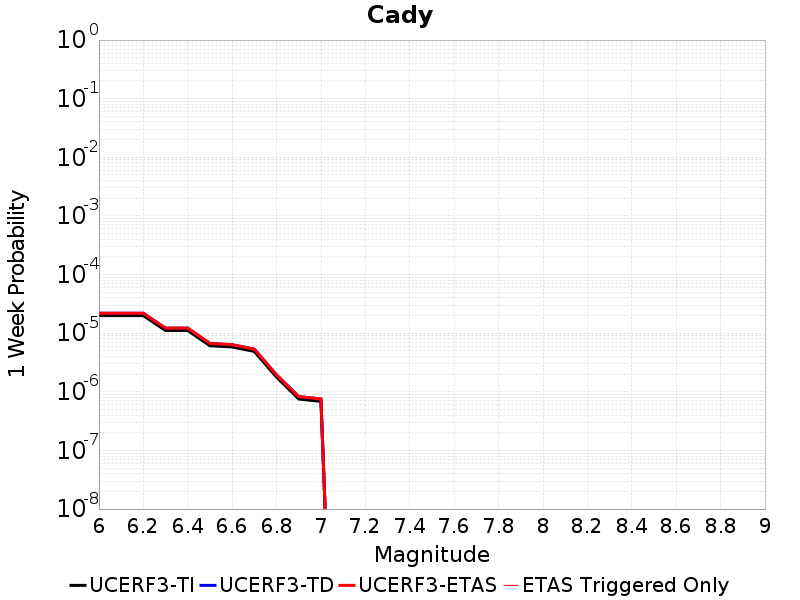 Cady
10^0
10^-1
10^-2
10^-3
10^-4
10^-5
10^-6
10^-7
10^-8
1 Week Probability
6 6.2 6.4 6.6 6.8 7 7.2 7.4 7.6 7.8 8 8.2 8.4 8.6 8.8 9
Magnitude
UCERF3-TI UCERF3-TD UCERF3-ETAS ETAS Triggered Only